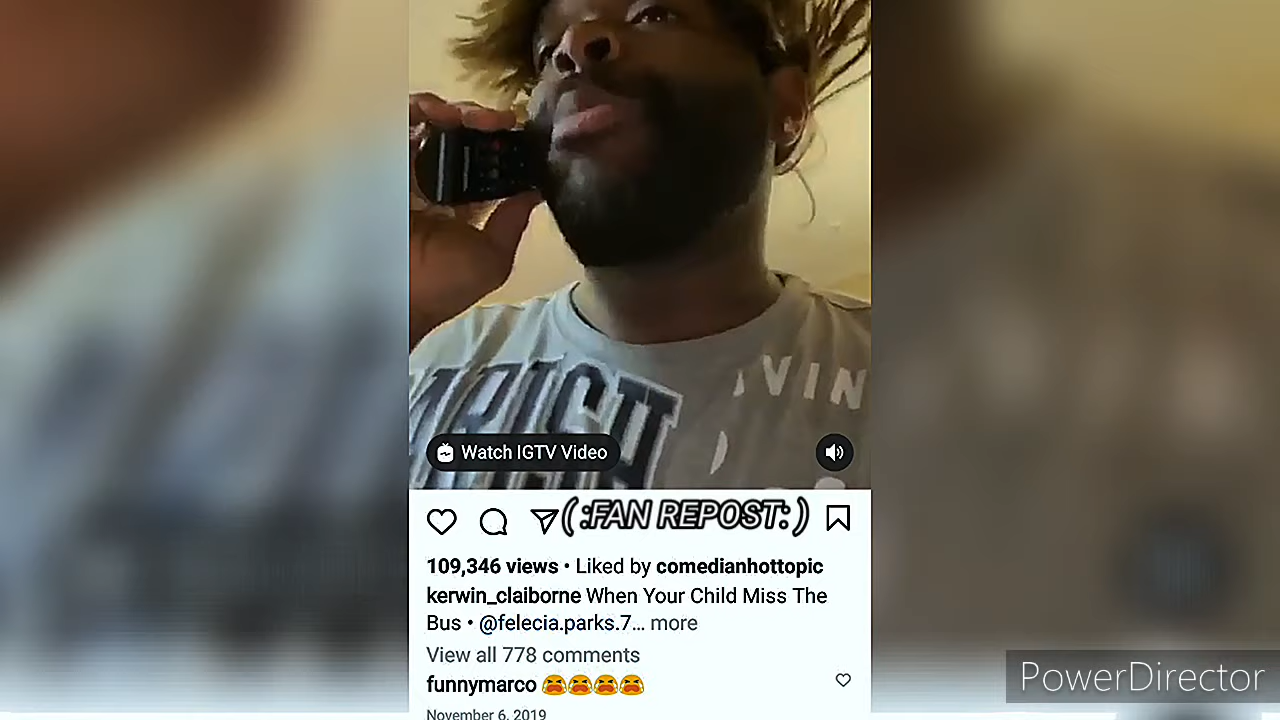 VIN
Watch IGTV Video
(:FAN REPOST:)
109,346 views • Liked by comedianhottopic
kerwin_claiborne When Your Child Miss The
Bus • @felecia.parks.7... more
View all 778 comments
funnymarco 😫😫😫😫
November 6, 2019
PowerDirector